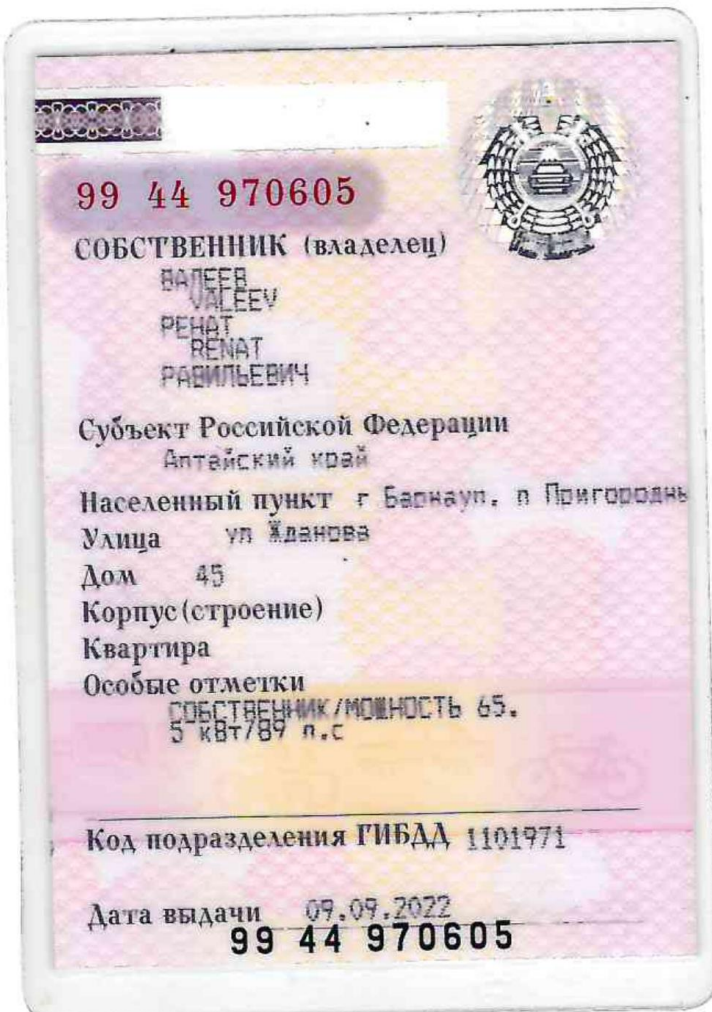 99 44 970605
СОБСТВЕННИК (владелец)
ВАЛЕЕВ
VALEEV
РЕНАТ
RENAT
РАВИЛЬЕВИЧ
Субъект Российской Федерации
Алтайский край
Населенный пункт г Барнаул, п Пригородны
Улица ул Жданова
Дом 45
Корпус(строение)
Квартира
Особые отметки
СОБСТВЕННИК/МОЩНОСТЬ 65.
5 кВт/89 л.с
Код подразделения ГИБДД 1101971
Дата выдачи 09.09.2022
99 44 970605